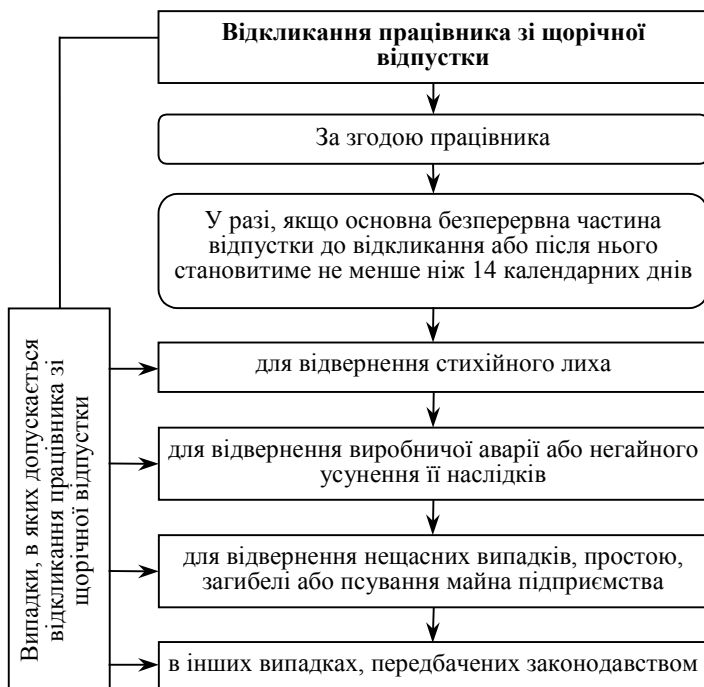 Відкликання працівника зі щорічної
відпустки
За згодою працівника
У разі, якщо основна безперервна частина
відпустки до відкликання або після нього
становитиме не менше ніж 14 календарних днів
Випадки, в яких допускається
відкликання працівника зі
щорічної відпустки
для відвернення стихійного лиха
для відвернення виробничої аварії або негайного
усунення її наслідків
для відвернення нещасних випадків, простою,
загибелі або псування майна підприємства
в інших випадках, передбачених законодавством